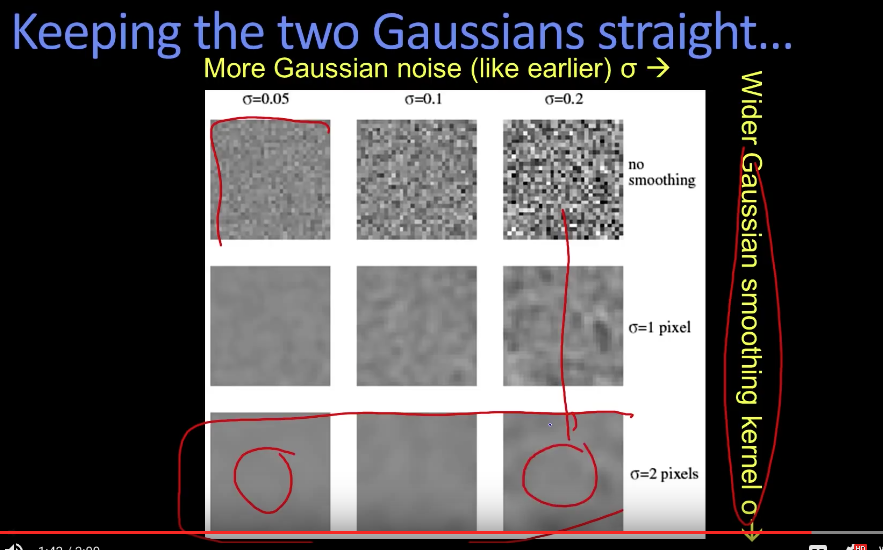 Keeping the two Gaussians straight...
More Gaussian noise (like earlier) σ →
σ=0.05 σ=0.1 σ=0.2
no
smoothing
σ=1 pixel
σ=2 pixels
Wider Gaussian smoothing kernel σ →
HD